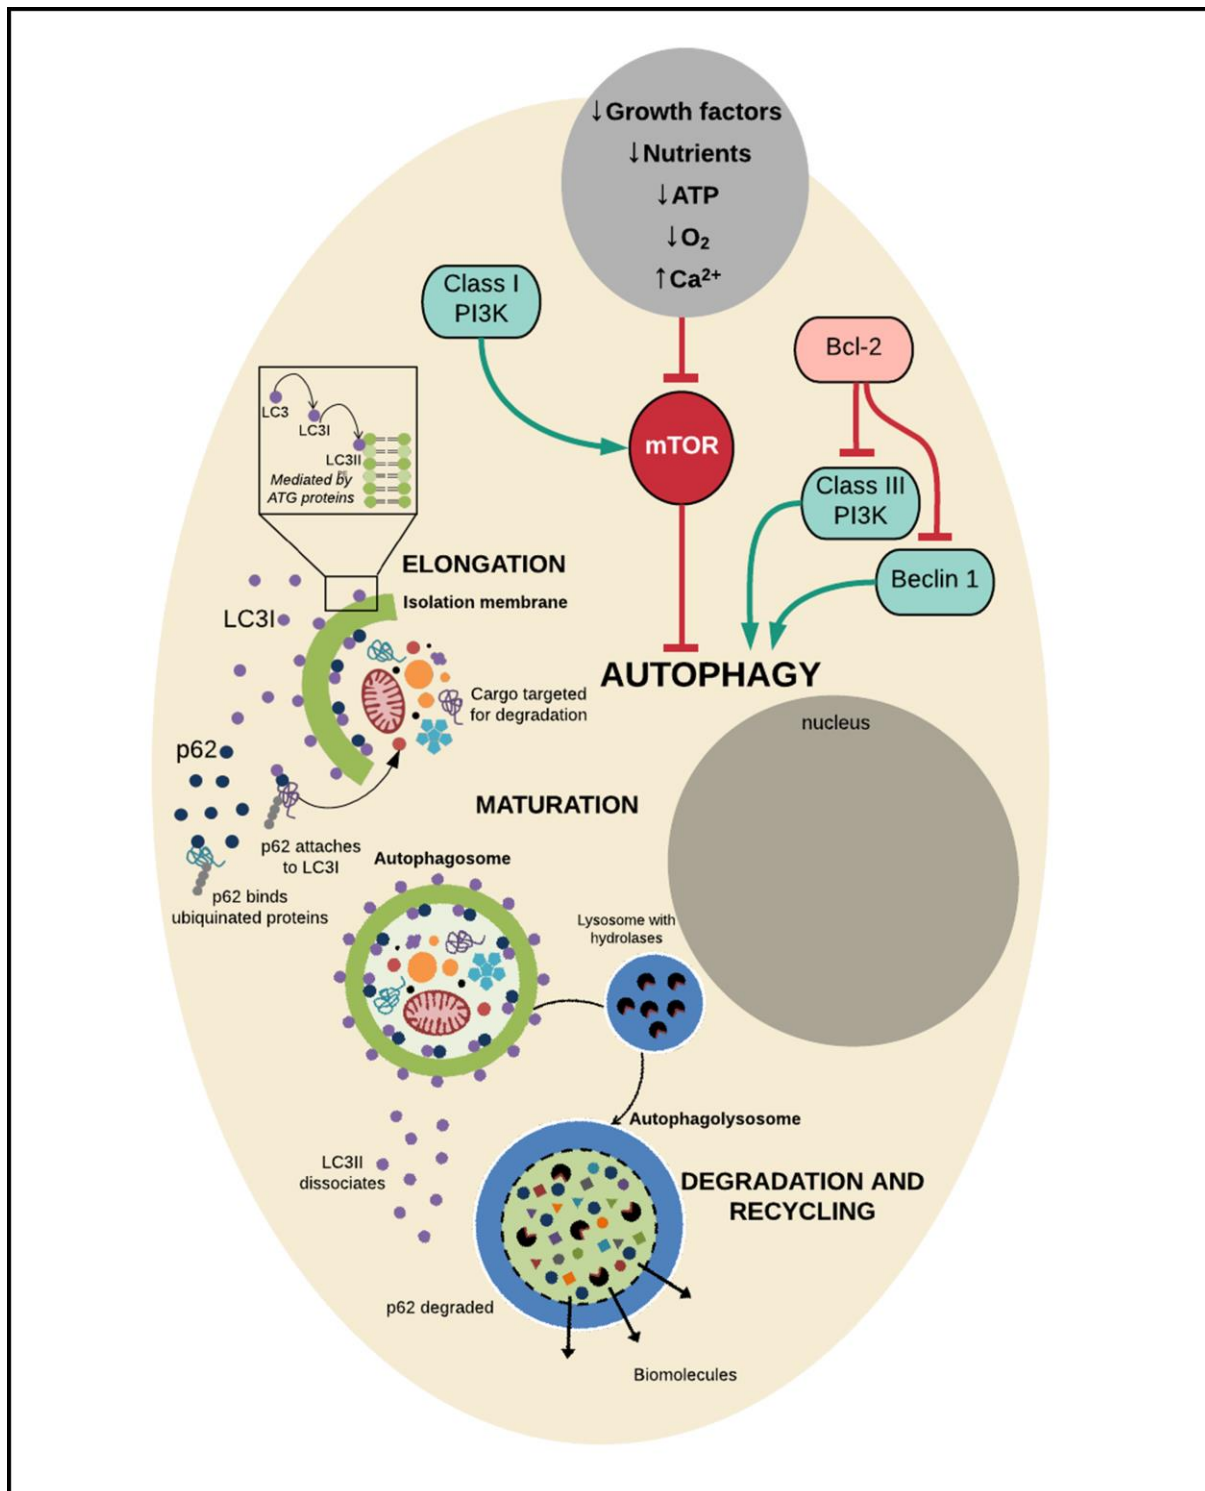 ↓Growth factors
↓Nutrients
↓ATP
↓O₂
↑Ca²⁺
Class I
PI3K
Bcl-2
mTOR
Class III
PI3K
Beclin 1
AUTOPHAGY
LC3
LC3I
LC3II
Mediated by
ATG proteins
ELONGATION
Isolation membrane
LC3I
Cargo targeted
for degradation
nucleus
p62
p62 attaches
to LC3I
p62 binds
ubiquinated proteins
MATURATION
Autophagosome
Lysosome with
hydrolases
LC3II
dissociates
Autophagolysosome
DEGRADATION AND
RECYCLING
p62 degraded
Biomolecules